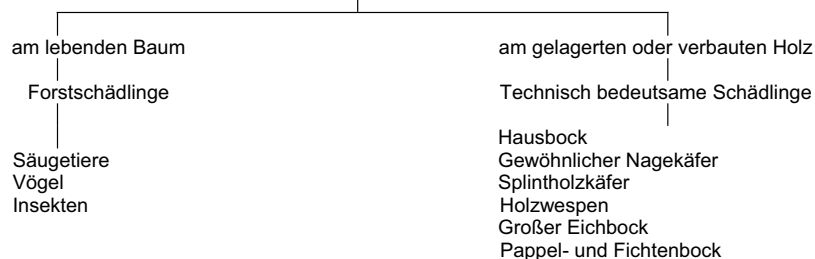 am lebenden Baum
am gelagerten oder verbauten Holz
Forstschädlinge
Technisch bedeutsame Schädlinge
Säugetiere
Vögel
Insekten
Hausbock
Gewöhnlicher Nagekäfer
Splintholzkäfer
Holzwespen
Großer Eichbock
Pappel- und Fichtenbock